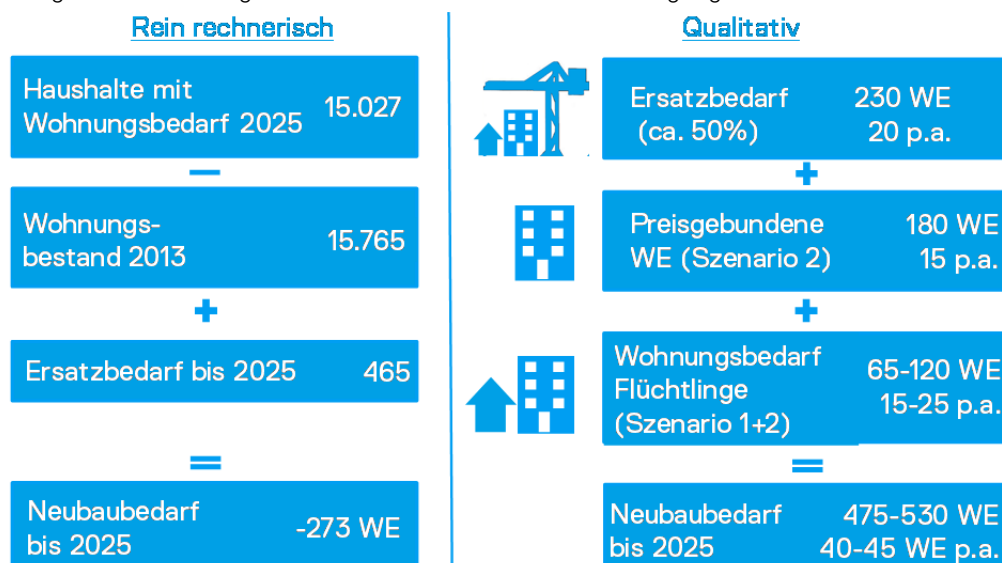 Rein rechnerisch
Haushalte mit
Wohnungsbedarf 2025 15.027
−
Wohnungs-
bestand 2013 15.765
+
Ersatzbedarf bis 2025 465
=
Neubaubedarf
bis 2025 -273 WE
Qualitativ
Ersatzbedarf 230 WE
(ca. 50%) 20 p.a.
+
Preisgebundene 180 WE
WE (Szenario 2) 15 p.a.
+
Wohnungsbedarf
Flüchtlinge
(Szenario 1+2)
65-120 WE
15-25 p.a.
=
Neubaubedarf 475-530 WE
bis 2025 40-45 WE p.a.